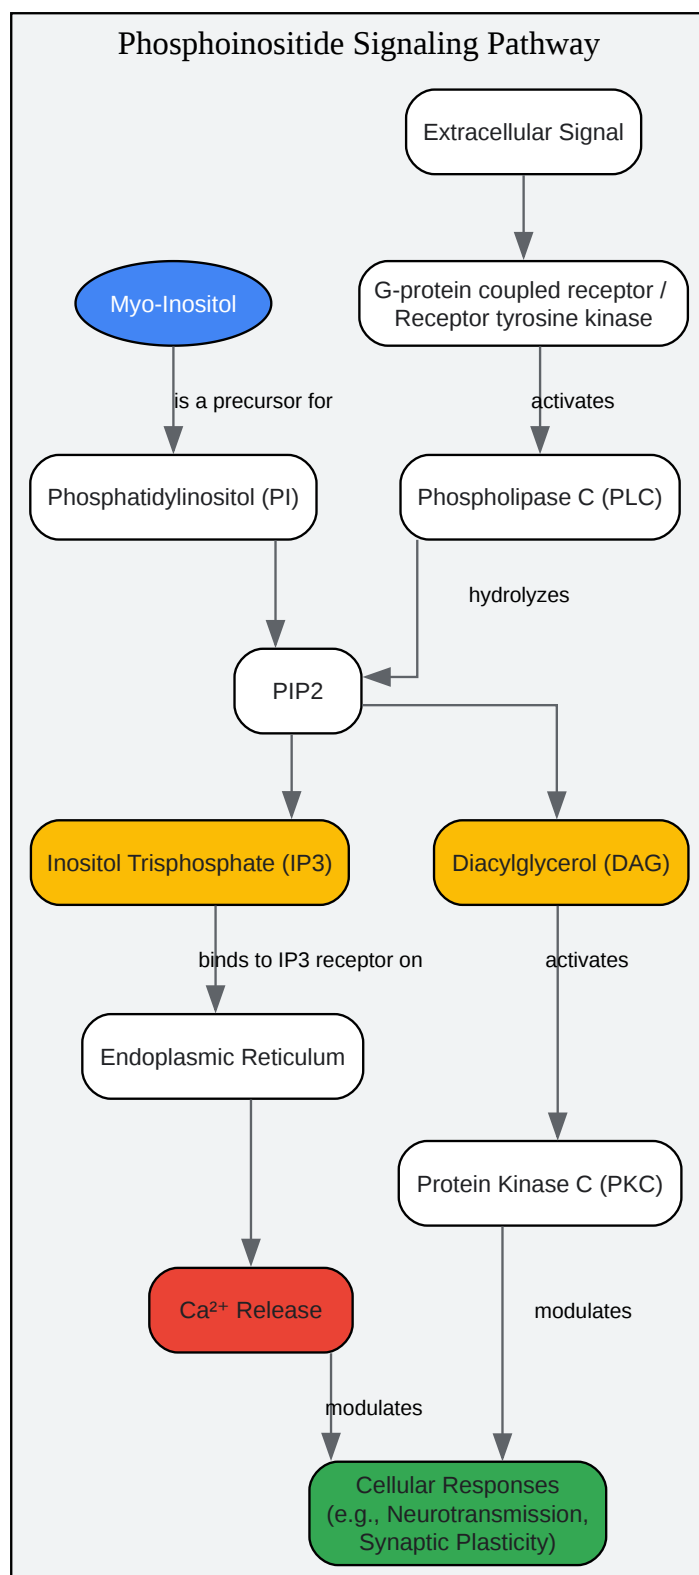 Phosphoinositide Signaling Pathway
Extracellular Signal
Myo-Inositol
G-protein coupled receptor /
Receptor tyrosine kinase
is a precursor for
activates
Phosphatidylinositol (PI)
Phospholipase C (PLC)
hydrolyzes
PIP2
Inositol Trisphosphate (IP3)
Diacylglycerol (DAG)
binds to IP3 receptor on
activates
Endoplasmic Reticulum
Protein Kinase C (PKC)
Ca²⁺ Release
modulates
modulates
Cellular Responses
(e.g., Neurotransmission,
Synaptic Plasticity)